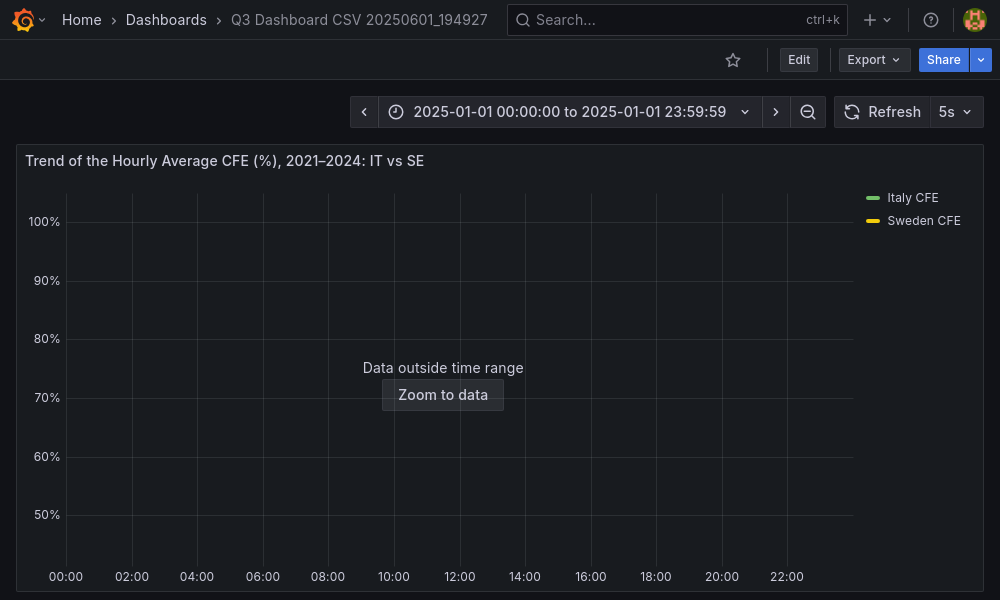 Home › Dashboards › Q3 Dashboard CSV 20250601_194927
Search... ctrl+k
Edit Export Share
2025-01-01 00:00:00 to 2025-01-01 23:59:59 Refresh 5s
Trend of the Hourly Average CFE (%), 2021–2024: IT vs SE
Italy CFE
Sweden CFE
100%
90%
80%
70%
60%
50%
Data outside time range
Zoom to data
00:00 02:00 04:00 06:00 08:00 10:00 12:00 14:00 16:00 18:00 20:00 22:00